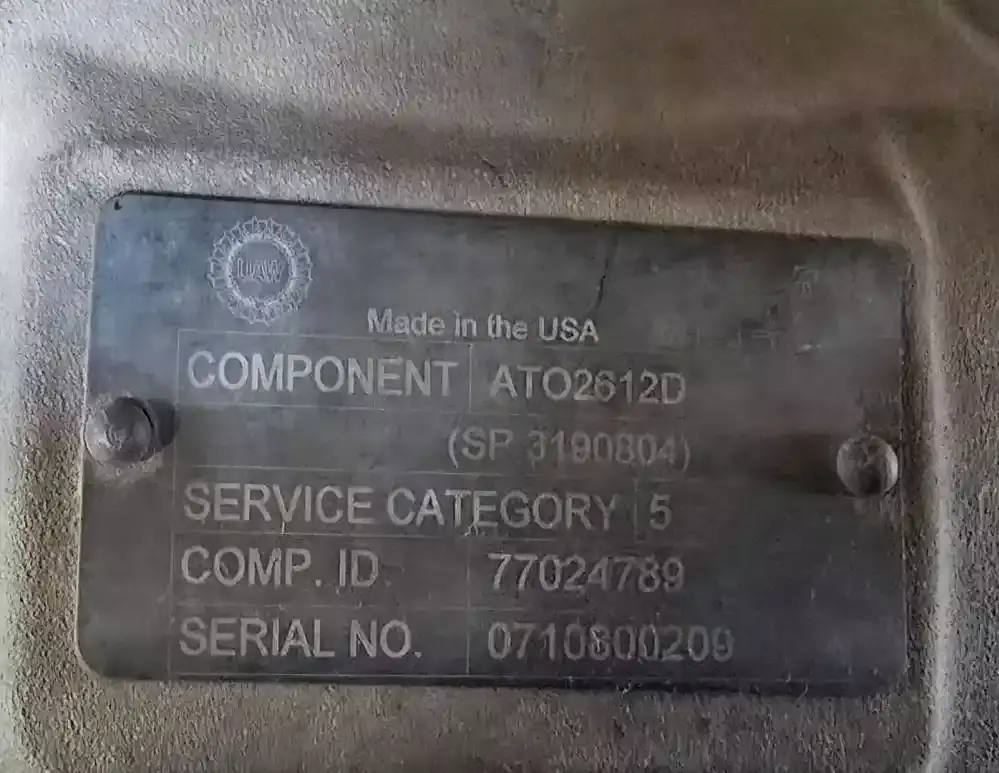 UAW
Made in the USA
COMPONENT ATO2612D
(SP 3190804)
SERVICE CATEGORY 5
COMP. ID 77024789
SERIAL NO. 0710800209